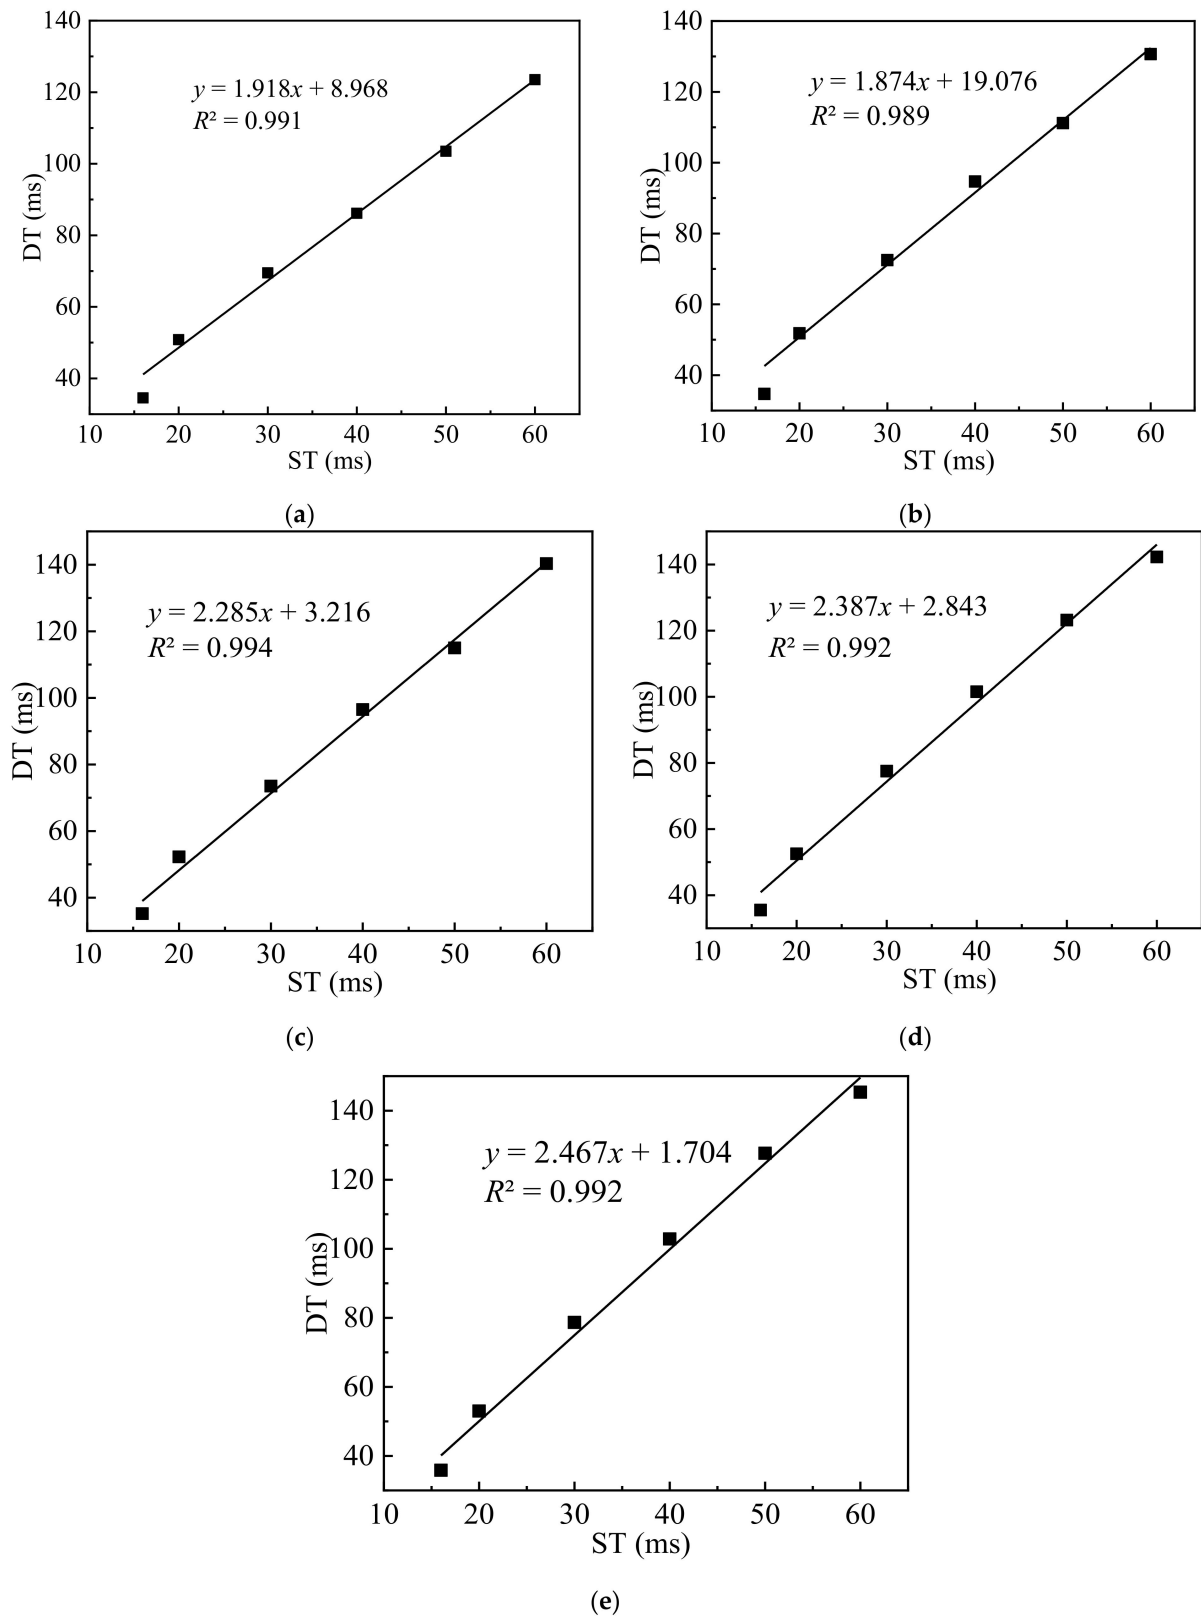 140
120
100
80
60
40
DT (ms)
y = 1.918x + 8.968
R² = 0.991
10 20 30 40 50 60
ST (ms)
(a)
140
120
100
80
60
40
DT (ms)
y = 1.874x + 19.076
R² = 0.989
10 20 30 40 50 60
ST (ms)
(b)
140
120
100
80
60
40
DT (ms)
y = 2.285x + 3.216
R² = 0.994
10 20 30 40 50 60
ST (ms)
(c)
140
120
100
80
60
40
DT (ms)
y = 2.387x + 2.843
R² = 0.992
10 20 30 40 50 60
ST (ms)
(d)
140
120
100
80
60
40
DT (ms)
y = 2.467x + 1.704
R² = 0.992
10 20 30 40 50 60
ST (ms)
(e)